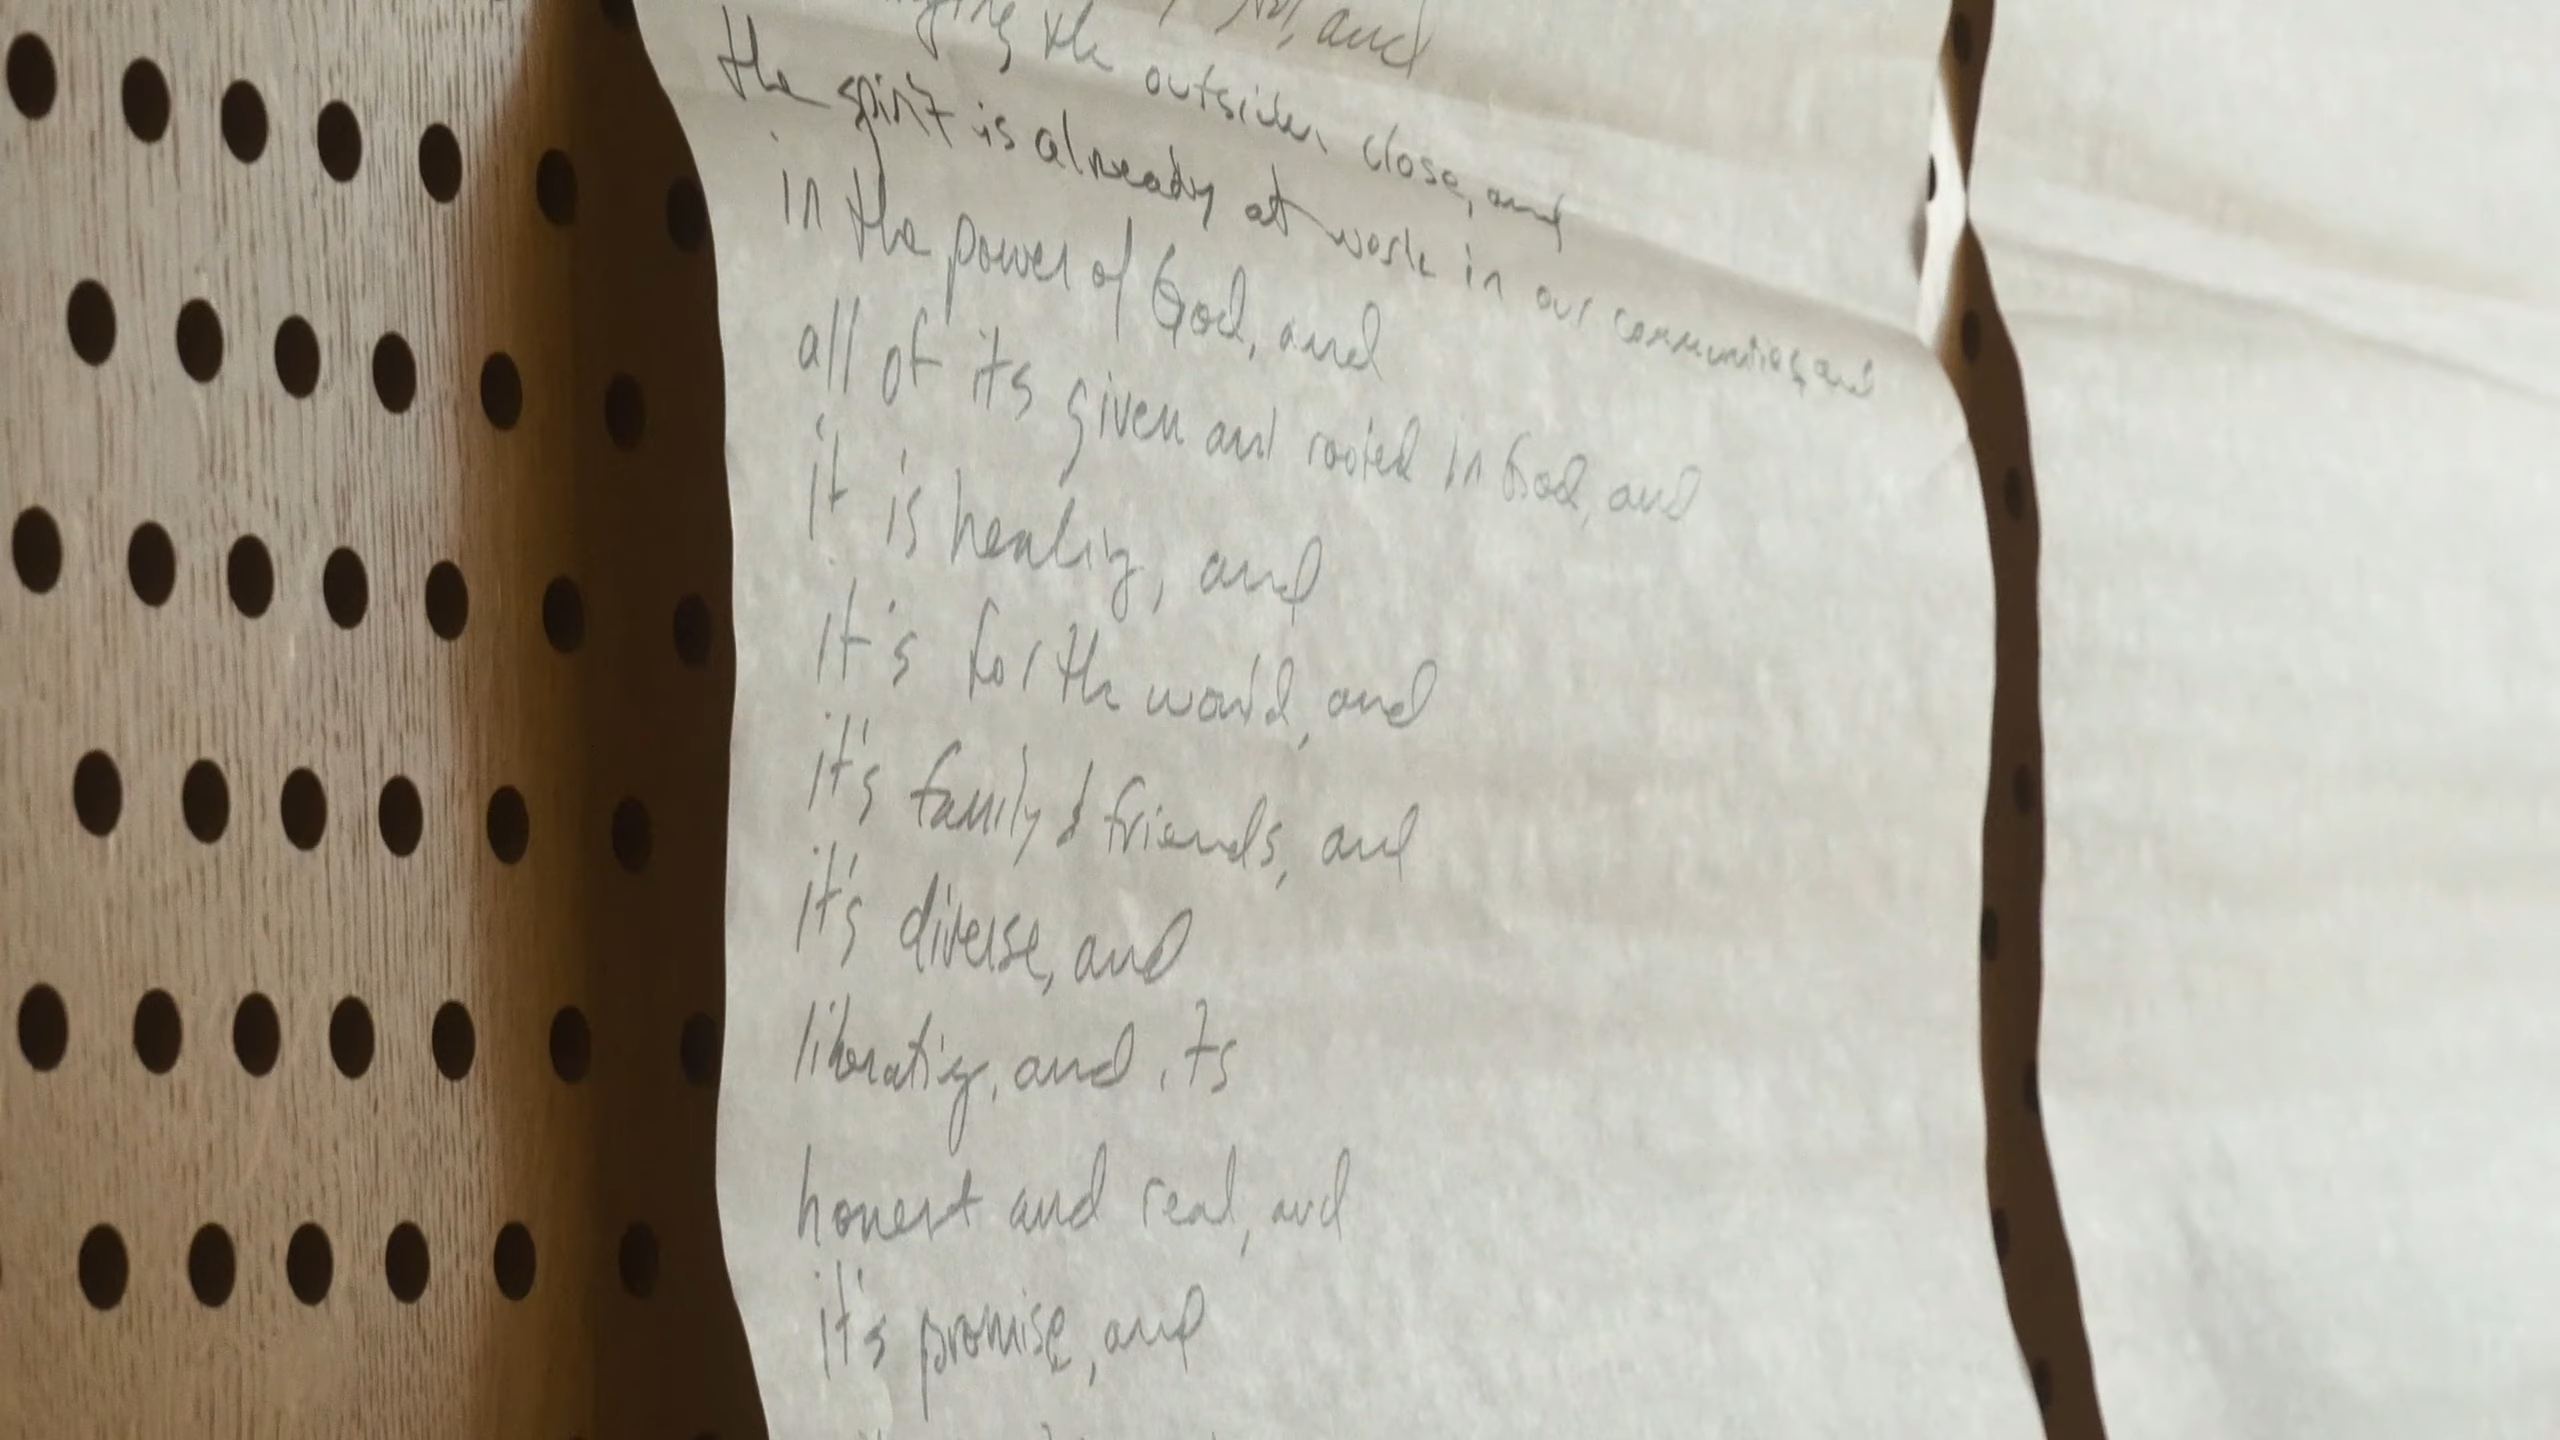 and
the outsider close, and
the spirit is already at work in our communities, and
in the power of God, and
all of its given and rooted in God, and
it is healing, and
it's for the world, and
it's family & friends, and
it's diverse, and
liberating, and its
honest and real, and
it's promise, and